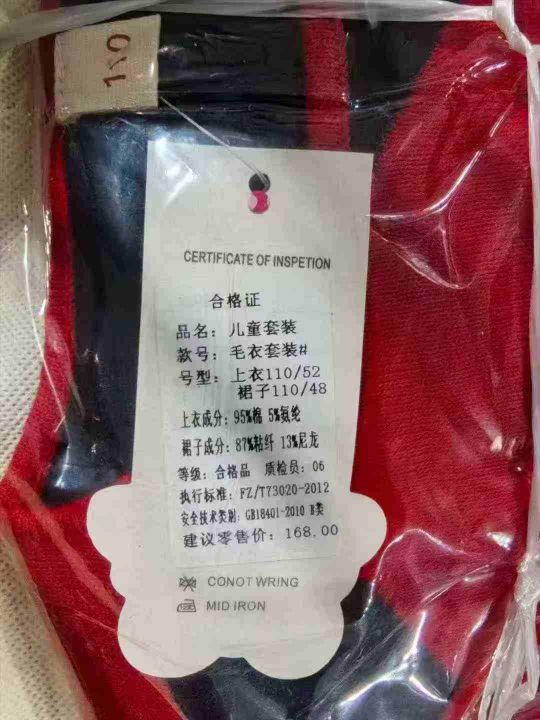 110
CERTIFICATE OF INSPETION
合格证
品名：儿童套装
款号：毛衣套装#
号型：上衣110/52
裙子110/48
上衣成分：95%棉 5%氨纶
裙子成分：87%粘纤 13%尼龙
等级：合格品 质检员：06
执行标准：FZ/T73020-2012
安全技术类别：GB18401-2010 B类
建议零售价：168.00
CONOT WRING
MID IRON